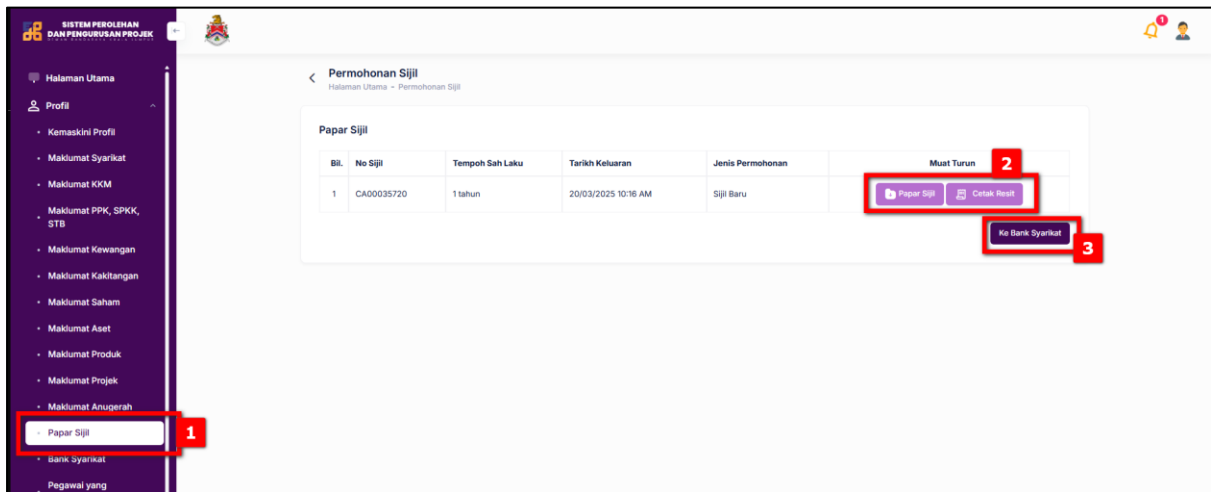 SISTEM PEROLEHAN
DAN PENGURUSAN PROJEK
1
Halaman Utama
Profil
Kemaskini Profil
Maklumat Syarikat
Maklumat KKM
Maklumat PPK, SPKK,
STB
Maklumat Kewangan
Maklumat Kakitangan
Maklumat Saham
Maklumat Aset
Maklumat Produk
Maklumat Projek
Maklumat Anugerah
Papar Sijil
1
Bank Syarikat
Pegawai yang
Permohonan Sijil
Halaman Utama - Permohonan Sijil
Papar Sijil
Bil. No Sijil Tempoh Sah Laku Tarikh Keluaran Jenis Permohonan Muat Turun
2
1 CA00035720 1 tahun 20/03/2025 10:16 AM Sijil Baru Papar Sijil Cetak Resit
Ke Bank Syarikat
3